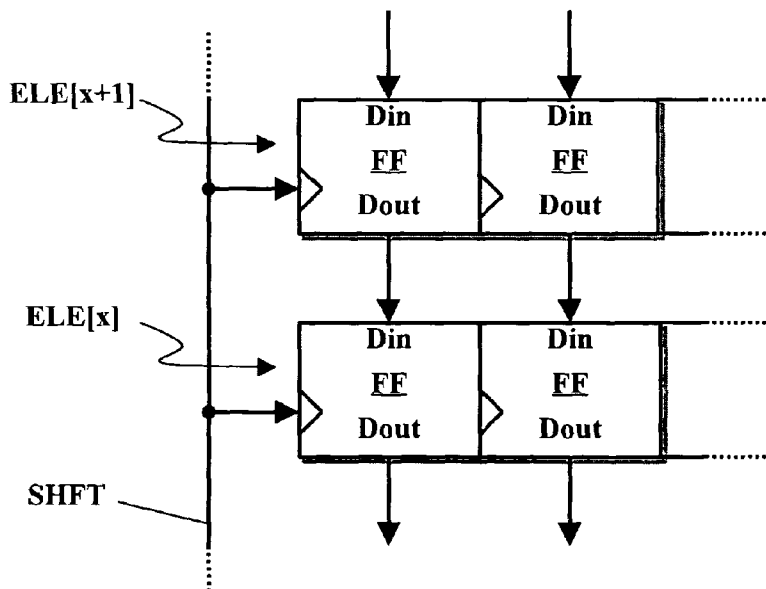 ELE[x+1]
Din Din
FF FF
Dout Dout
ELE[x]
Din Din
FF FF
Dout Dout
SHFT